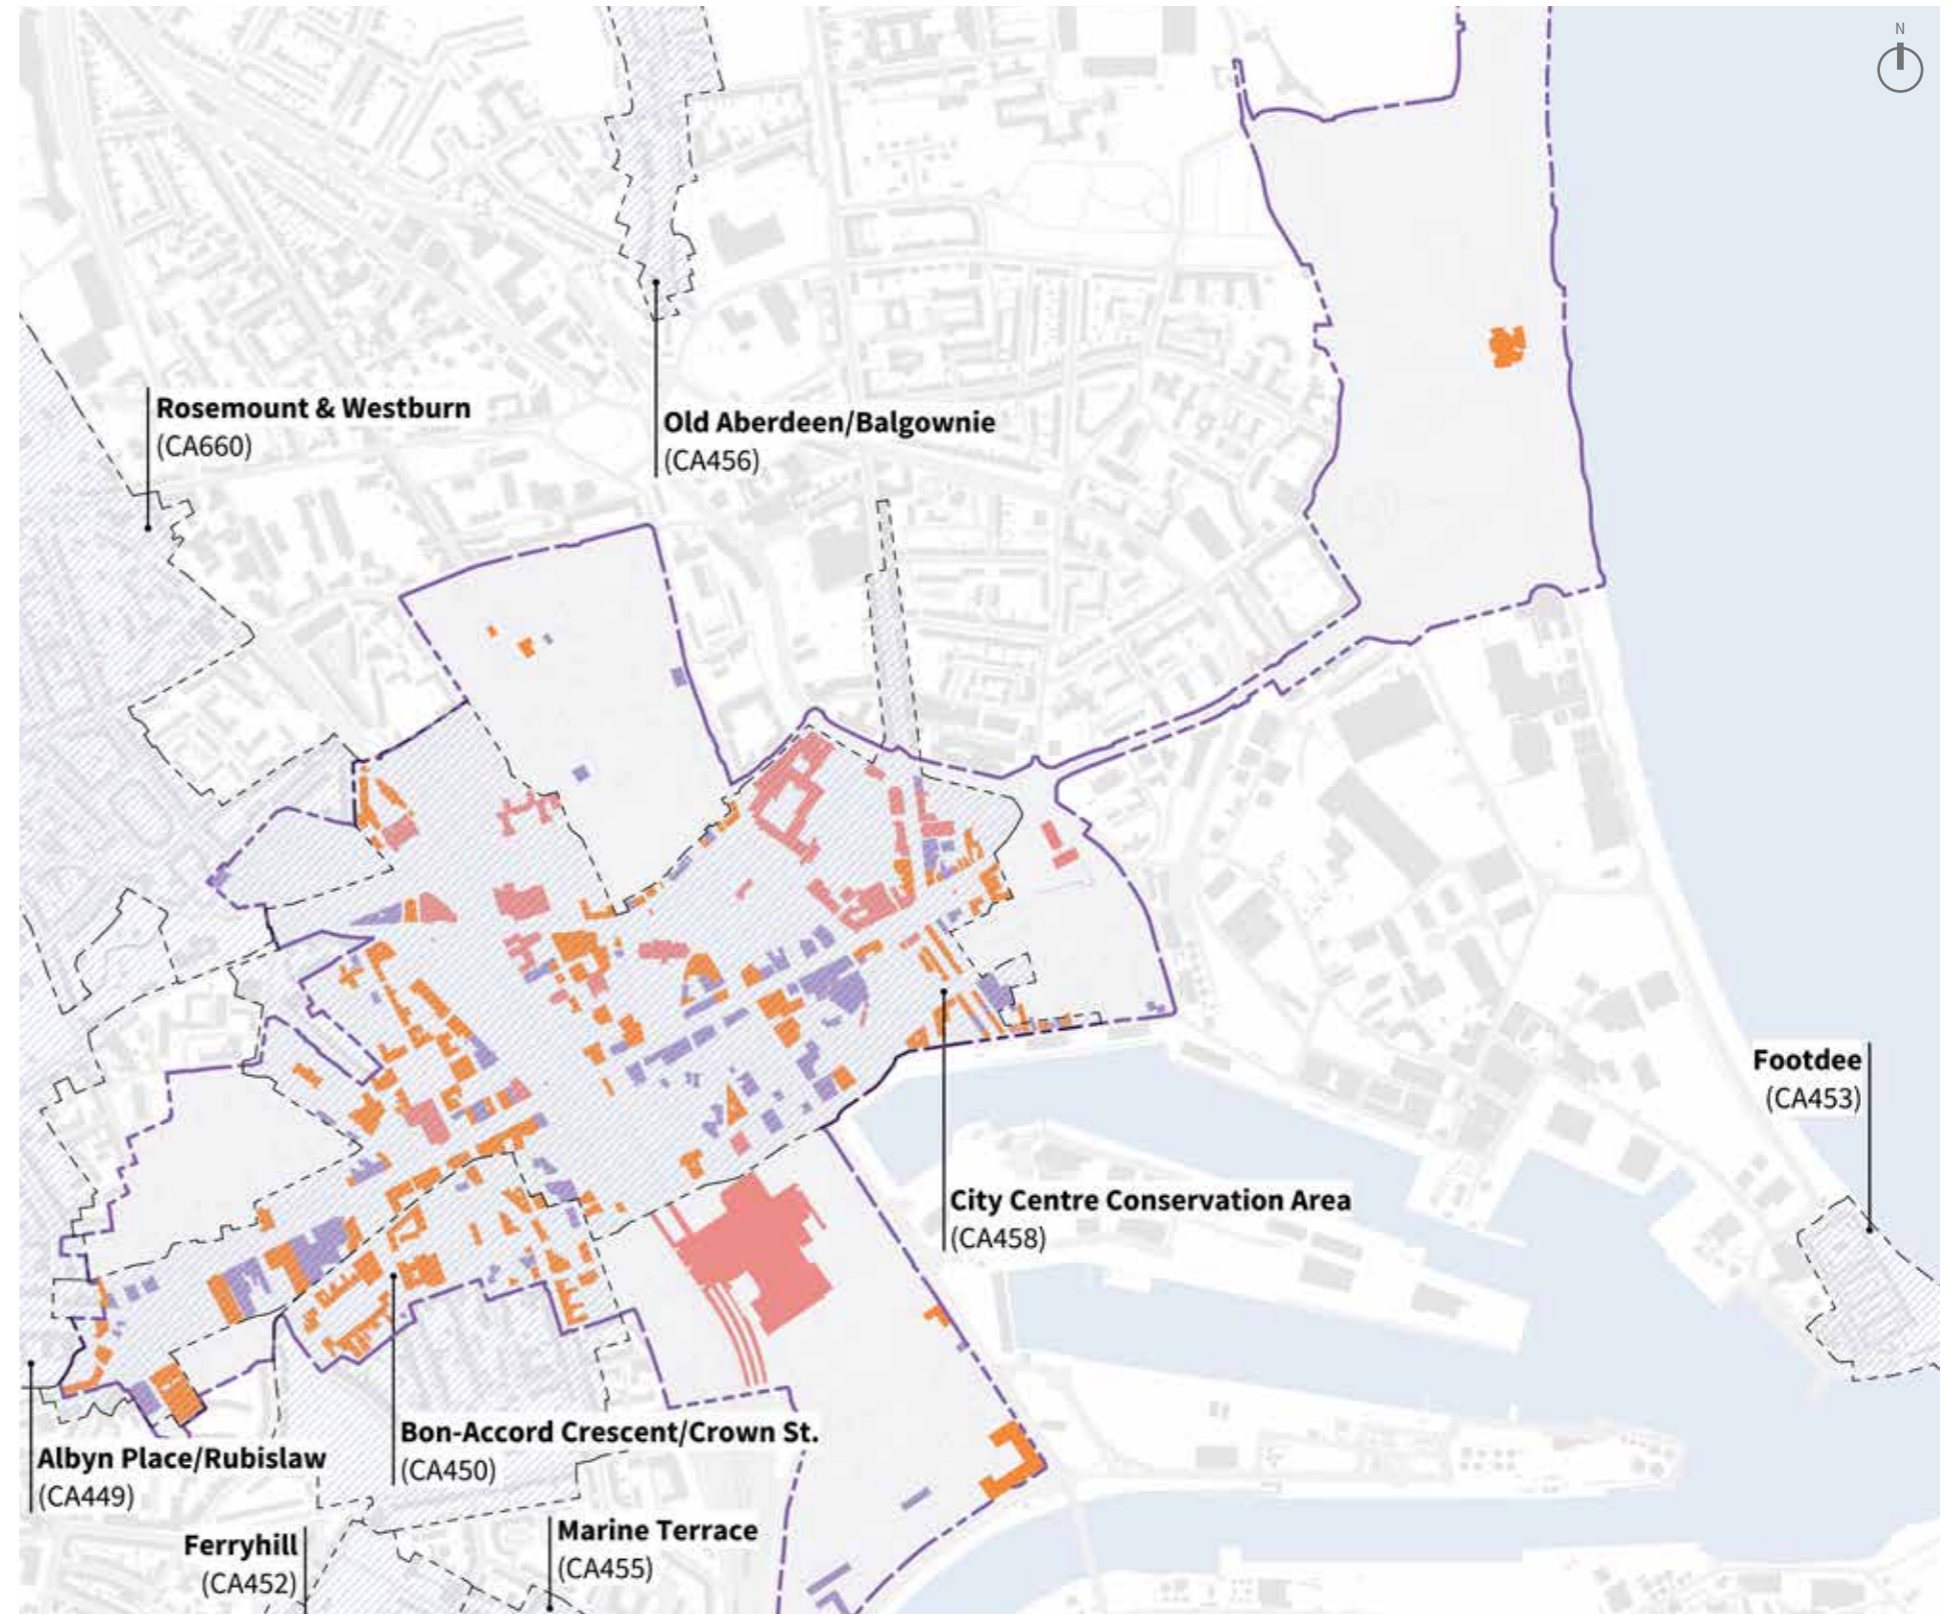 N
Rosemount & Westburn
(CA660)
Old Aberdeen/Balgownie
(CA456)
Footdee
(CA453)
City Centre Conservation Area
(CA458)
Bon-Accord Crescent/Crown St.
(CA450)
Albyn Place/Rubislaw
(CA449)
Marine Terrace
(CA455)
Ferryhill
(CA452)